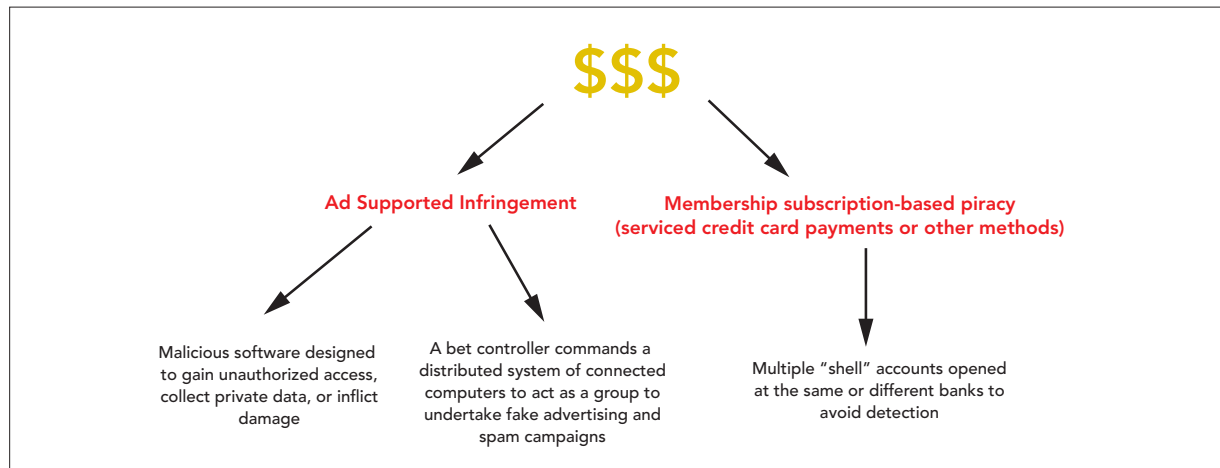 $$$
Ad Supported Infringement
Membership subscription-based piracy
(serviced credit card payments or other methods)
Malicious software designed
to gain unauthorized access,
collect private data, or inflict
damage
A bet controller commands a
distributed system of connected
computers to act as a group to
undertake fake advertising and
spam campaigns
Multiple “shell” accounts opened
at the same or different banks to
avoid detection